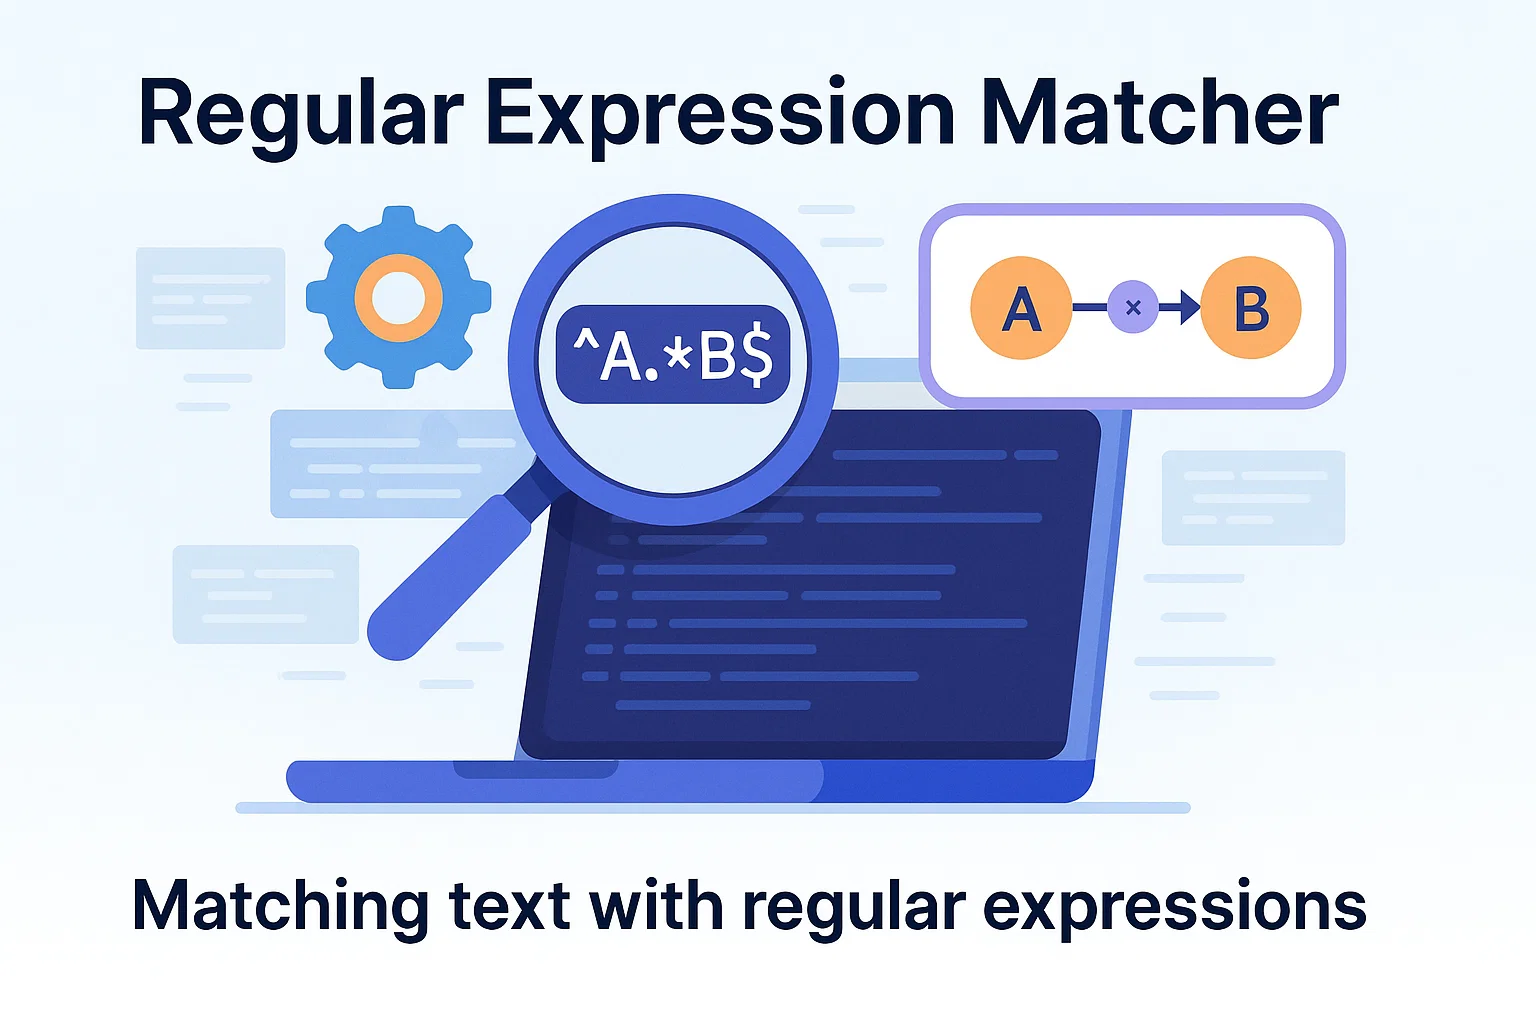 Regular Expression Matcher
^A.*B$
A × B
Matching text with regular expressions